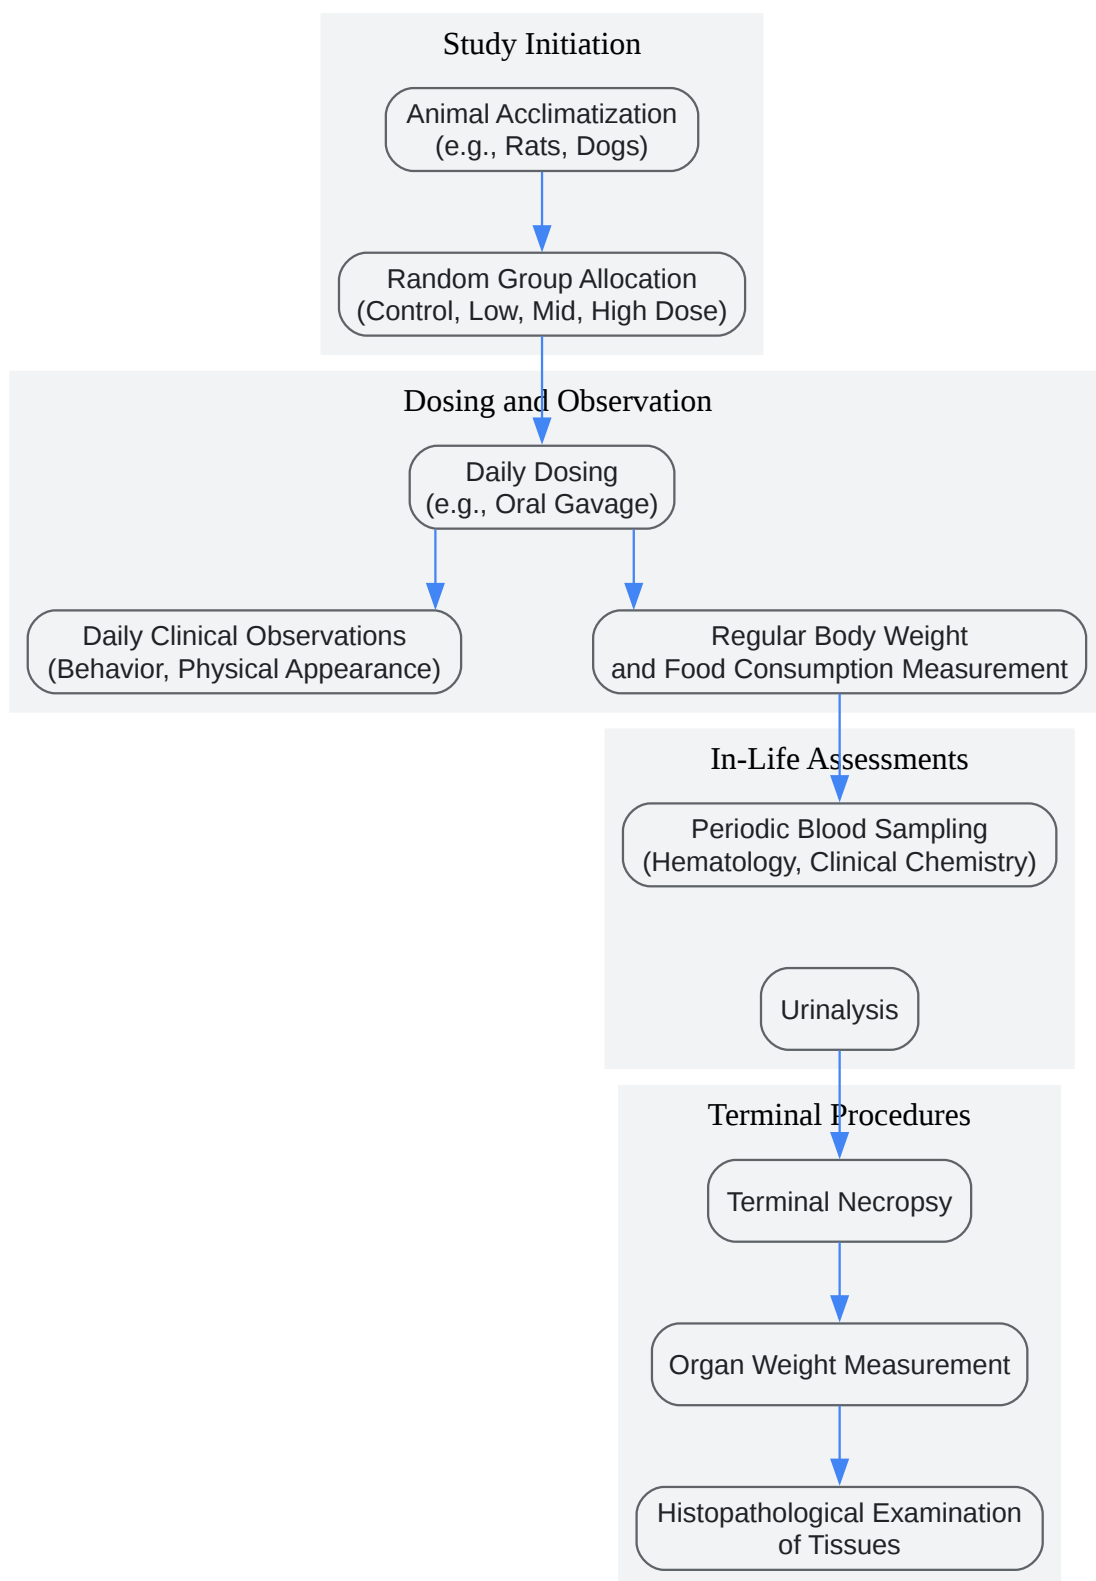 Study Initiation
Animal Acclimatization
(e.g., Rats, Dogs)
Random Group Allocation
(Control, Low, Mid, High Dose)
Dosing and Observation
Daily Dosing
(e.g., Oral Gavage)
Daily Clinical Observations
(Behavior, Physical Appearance)
Regular Body Weight
and Food Consumption Measurement
In-Life Assessments
Periodic Blood Sampling
(Hematology, Clinical Chemistry)
Urinalysis
Terminal Procedures
Terminal Necropsy
Organ Weight Measurement
Histopathological Examination
of Tissues